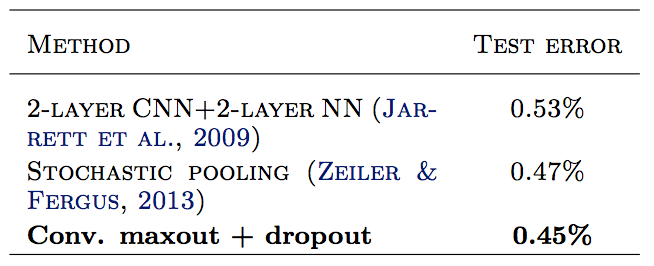 Method Test error
2-layer CNN+2-layer NN (Jar- 0.53%
rett et al., 2009)
Stochastic pooling (Zeiler & 0.47%
Fergus, 2013)
Conv. maxout + dropout 0.45%